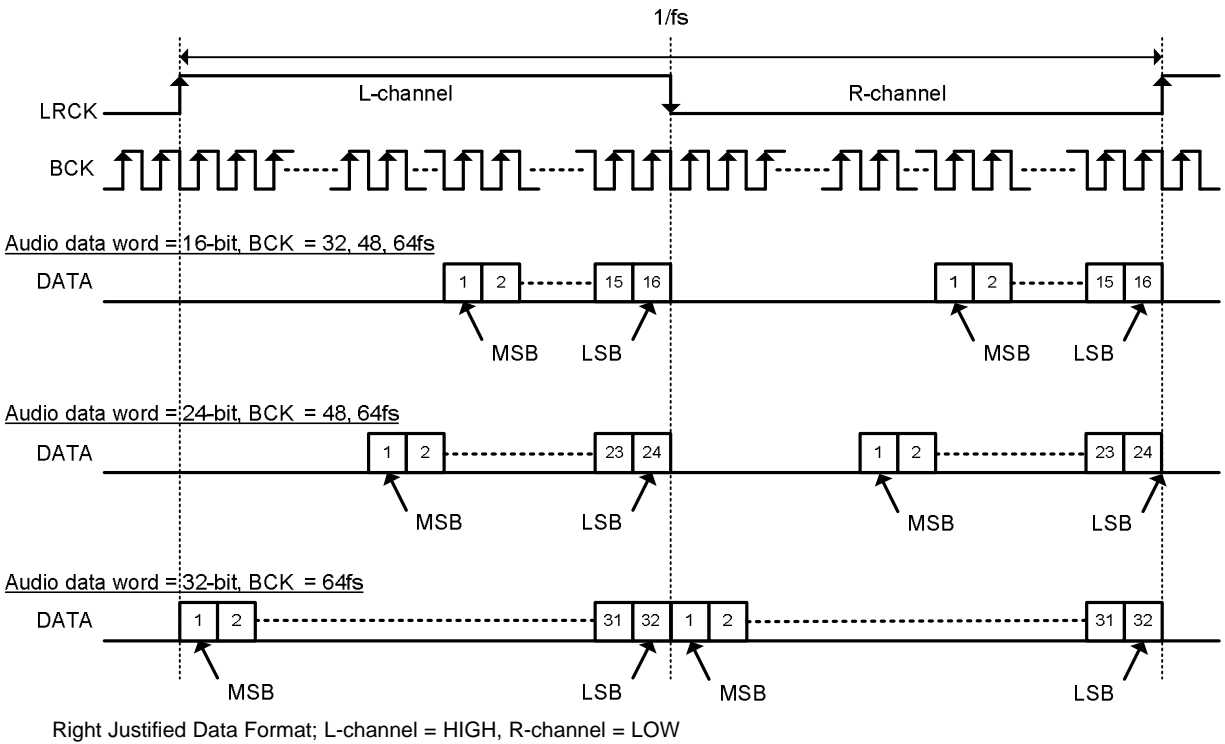 1/fs
L-channel R-channel
LRCK
BCK
Audio data word = 16-bit, BCK = 32, 48, 64fs
DATA 1 2 15 16 1 2 15 16
MSB LSB MSB LSB
Audio data word = 24-bit, BCK = 48, 64fs
DATA 1 2 23 24 1 2 23 24
MSB LSB MSB LSB
Audio data word = 32-bit, BCK = 64fs
DATA 1 2 31 32 1 2 31 32
MSB LSB MSB LSB
Right Justified Data Format; L-channel = HIGH, R-channel = LOW